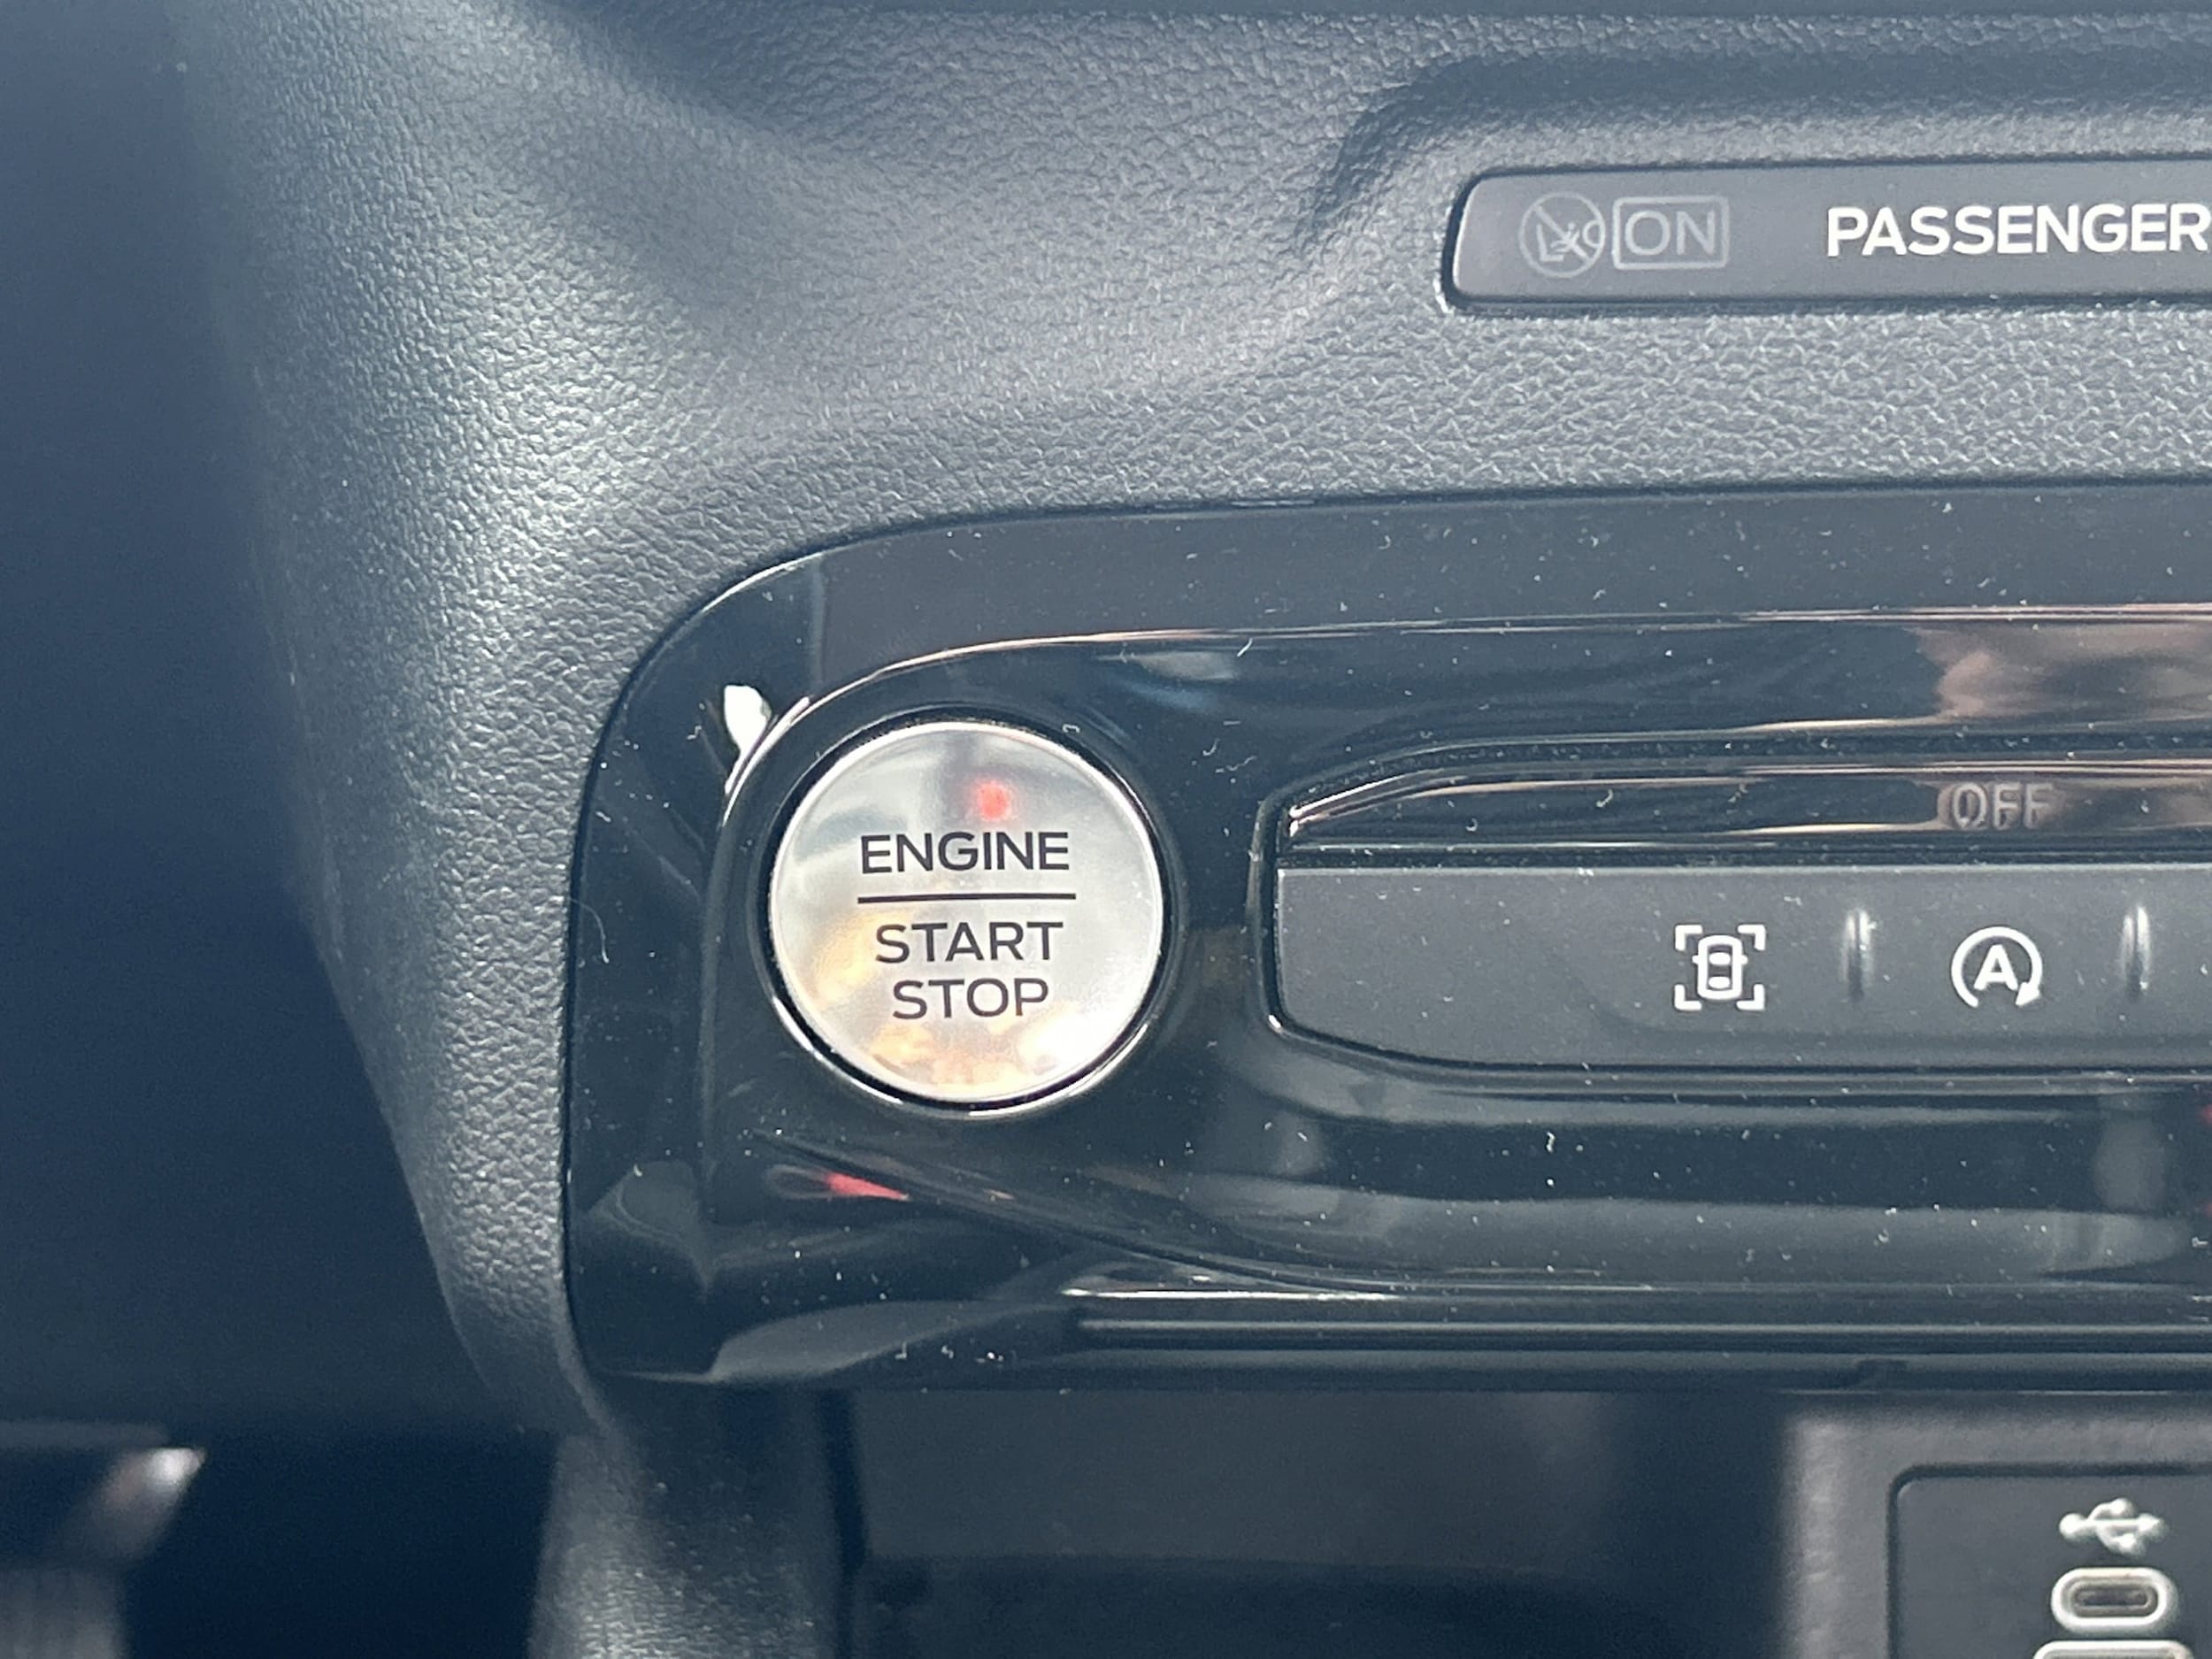 ON PASSENGER
ENGINE
START
STOP
OFF
A